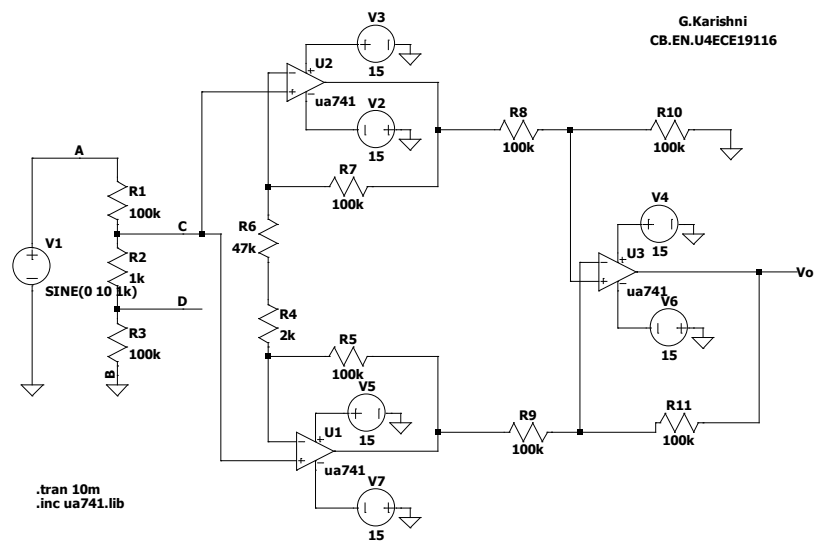 G.Karishni
CB.EN.U4ECE19116
V3
15
U2
ua741
V2
15
R8
100k
R10
100k
A
R1
100k
R7
100k
C
R6
47k
V4
15
V1
SINE(0 10 1k)
R2
1k
U3
ua741
Vo
D
V6
15
R3
100k
B
R4
2k
R5
100k
V5
15
U1
ua741
R9
100k
R11
100k
V7
15
.tran 10m
.inc ua741.lib